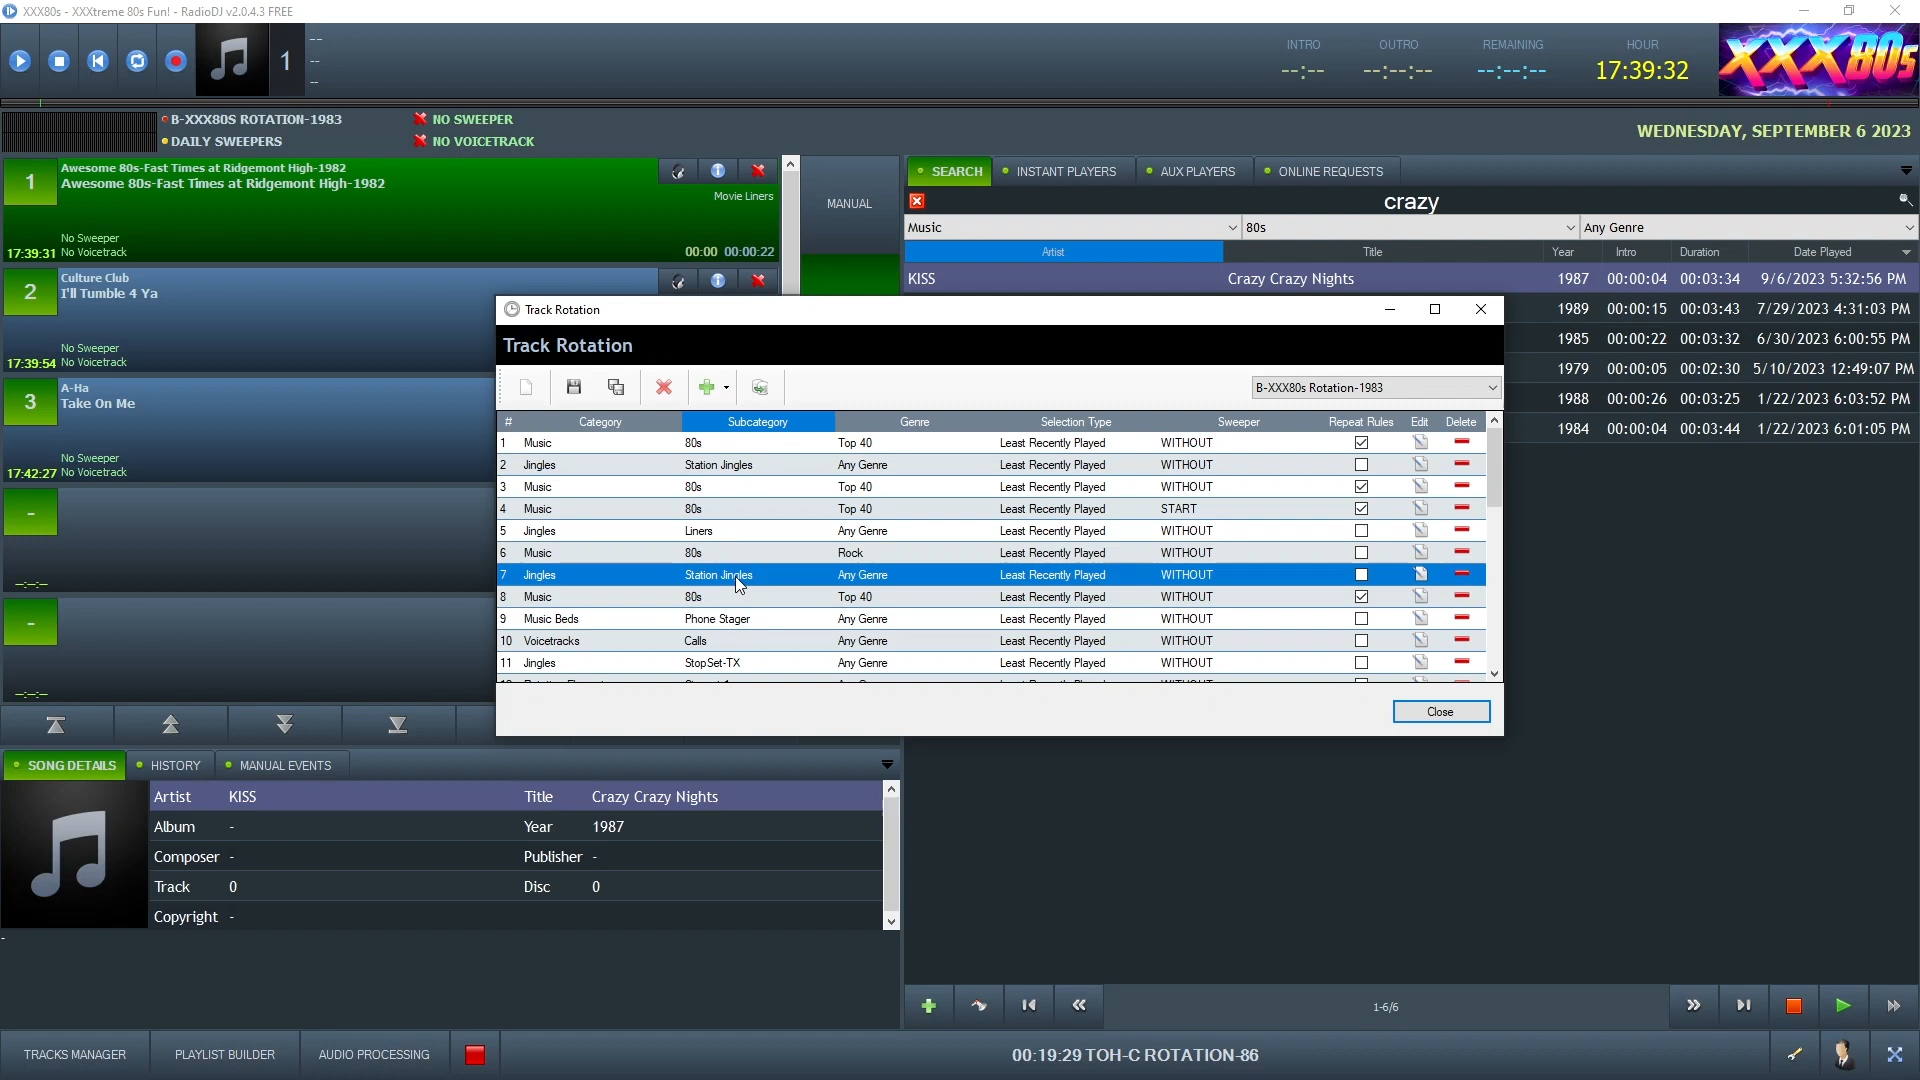 XXX80s - XXXtreme 80s Fun! - RadioDJ v2.0.4.3 FREE
1
--
--
--
INTRO
--:--
OUTRO
--:--:--
REMAINING
--:--:--
HOUR
17:39:32
XXX80s
B-XXX80S ROTATION-1983
NO SWEEPER
DAILY SWEEPERS
NO VOICETRACK
WEDNESDAY, SEPTEMBER 6 2023
1
Awesome 80s-Fast Times at Ridgemont High-1982
Awesome 80s-Fast Times at Ridgemont High-1982
Movie Liners
No Sweeper
17:39:31 No Voicetrack
00:00 00:00:22
2
Culture Club
I'll Tumble 4 Ya
No Sweeper
17:39:54 No Voicetrack
3
A-Ha
Take On Me
No Sweeper
17:42:27 No Voicetrack
-
--:--:--
-
--:--:--
MANUAL
SEARCH INSTANT PLAYERS AUX PLAYERS ONLINE REQUESTS
crazy
Music 80s Any Genre
Artist Title Year Intro Duration Date Played
KISS Crazy Crazy Nights 1987 00:00:04 00:03:34 9/6/2023 5:32:56 PM
1989 00:00:15 00:03:43 7/29/2023 4:31:03 PM
1985 00:00:22 00:03:32 6/30/2023 6:00:55 PM
1979 00:00:05 00:02:30 5/10/2023 12:49:07 PM
1988 00:00:26 00:03:25 1/22/2023 6:03:52 PM
1984 00:00:04 00:03:44 1/22/2023 6:01:05 PM
Track Rotation
Track Rotation
B-XXX80s Rotation-1983
# Category Subcategory Genre Selection Type Sweeper Repeat Rules Edit Delete
1 Music 80s Top 40 Least Recently Played WITHOUT
2 Jingles Station Jingles Any Genre Least Recently Played WITHOUT
3 Music 80s Top 40 Least Recently Played WITHOUT
4 Music 80s Top 40 Least Recently Played START
5 Jingles Liners Any Genre Least Recently Played WITHOUT
6 Music 80s Rock Least Recently Played WITHOUT
7 Jingles Station Jingles Any Genre Least Recently Played WITHOUT
8 Music 80s Top 40 Least Recently Played WITHOUT
9 Music Beds Phone Stager Any Genre Least Recently Played WITHOUT
10 Voicetracks Calls Any Genre Least Recently Played WITHOUT
11 Jingles StopSet-TX Any Genre Least Recently Played WITHOUT
Close
SONG DETAILS HISTORY MANUAL EVENTS
Artist KISS Title Crazy Crazy Nights
Album - Year 1987
Composer - Publisher -
Track 0 Disc 0
Copyright -
-
1-6/6
TRACKS MANAGER PLAYLIST BUILDER AUDIO PROCESSING
00:19:29 TOH-C ROTATION-86